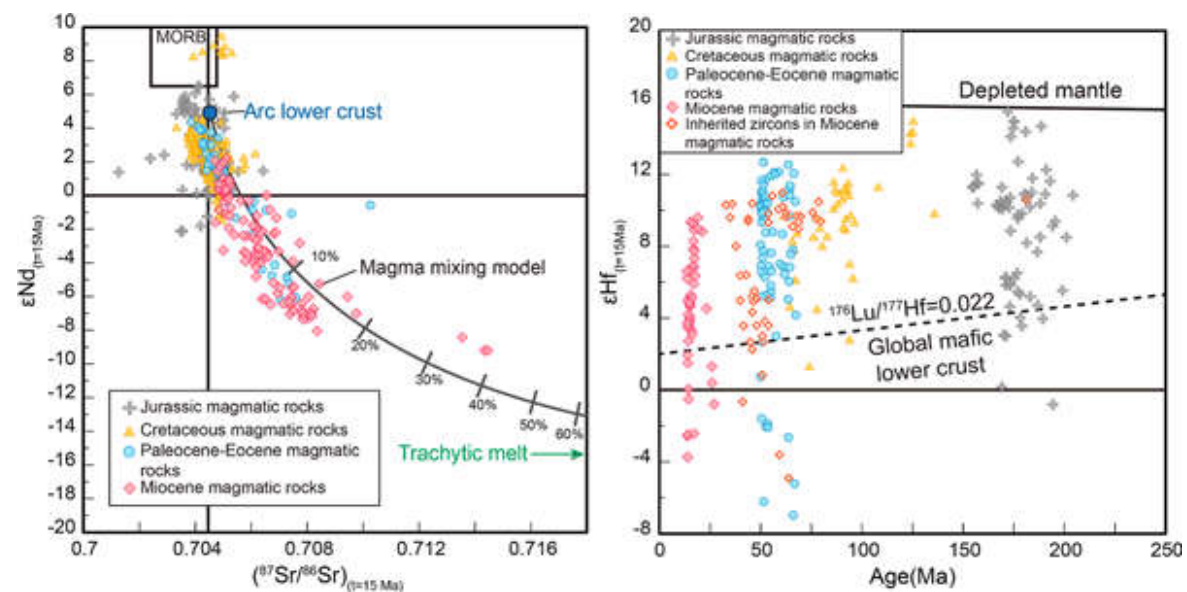 10
8
6
4
2
0
-2
-4
-6
-8
-10
-12
-14
-16
-18
-20
εNd(t=15Ma)
MORB
Arc lower crust
10%
Magma mixing model
20%
30%
40%
50%
60%
Trachytic melt
Jurassic magmatic rocks
Cretaceous magmatic rocks
Paleocene-Eocene magmatic
rocks
Miocene magmatic rocks
0.7
0.704
0.708
0.712
0.716
(⁸⁷Sr/⁸⁶Sr)(t=15 Ma)
20
16
12
8
4
0
-4
-8
εHf(t=15Ma)
Jurassic magmatic rocks
Cretaceous magmatic rocks
Paleocene-Eocene magmatic
rocks
Miocene magmatic rocks
Inherited zircons in Miocene
magmatic rocks
Depleted mantle
¹⁷⁶Lu/¹⁷⁷Hf=0.022
Global mafic
lower crust
0
50
100
150
200
250
Age(Ma)